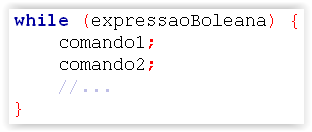 while (expressaoBoleana) {
comando1;
comando2;
//...
}